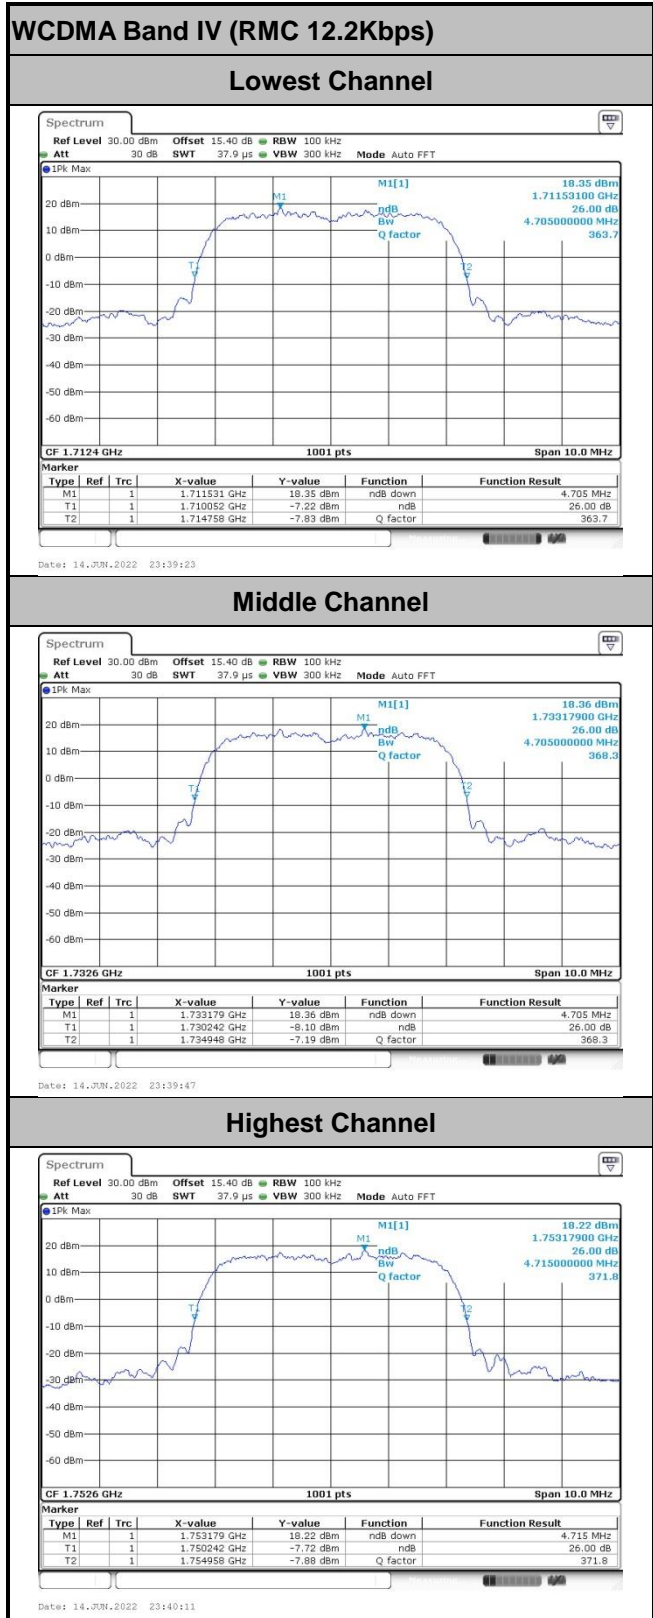 WCDMA Band IV (RMC 12.2Kbps)
Lowest Channel
Spectrum
Ref Level 30.00 dBm Offset 15.40 dB RBW 100 kHz
Att 30 dB SWT 37.9 µs VBW 300 kHz Mode Auto FFT
1Pk Max
M1[1] 18.35 dBm
1.71153100 GHz
M1
ndB 26.00 dB
Bw 4.705000000 MHz
Q factor 363.7
20 dBm
10 dBm
0 dBm
T1
T2
-10 dBm
-20 dBm
-30 dBm
-40 dBm
-50 dBm
-60 dBm
CF 1.7124 GHz 1001 pts Span 10.0 MHz
Marker
Type Ref Trc X-value Y-value Function Function Result
M1 1 1.711531 GHz 18.35 dBm ndB down 4.705 MHz
T1 1 1.710052 GHz -7.22 dBm ndB 26.00 dB
T2 1 1.714758 GHz -7.83 dBm Q factor 363.7
Date: 14.JUN.2022 23:39:23
Middle Channel
Spectrum
Ref Level 30.00 dBm Offset 15.40 dB RBW 100 kHz
Att 30 dB SWT 37.9 µs VBW 300 kHz Mode Auto FFT
1Pk Max
M1[1] 18.36 dBm
1.73317900 GHz
M1
ndB 26.00 dB
Bw 4.705000000 MHz
Q factor 368.3
20 dBm
10 dBm
0 dBm
T1
T2
-10 dBm
-20 dBm
-30 dBm
-40 dBm
-50 dBm
-60 dBm
CF 1.7326 GHz 1001 pts Span 10.0 MHz
Marker
Type Ref Trc X-value Y-value Function Function Result
M1 1 1.733179 GHz 18.36 dBm ndB down 4.705 MHz
T1 1 1.730242 GHz -8.10 dBm ndB 26.00 dB
T2 1 1.734948 GHz -7.19 dBm Q factor 368.3
Date: 14.JUN.2022 23:39:47
Highest Channel
Spectrum
Ref Level 30.00 dBm Offset 15.40 dB RBW 100 kHz
Att 30 dB SWT 37.9 µs VBW 300 kHz Mode Auto FFT
1Pk Max
M1[1] 18.22 dBm
1.75317900 GHz
M1
ndB 26.00 dB
Bw 4.715000000 MHz
Q factor 371.8
20 dBm
10 dBm
0 dBm
T1
T2
-10 dBm
-20 dBm
-30 dBm
-40 dBm
-50 dBm
-60 dBm
CF 1.7526 GHz 1001 pts Span 10.0 MHz
Marker
Type Ref Trc X-value Y-value Function Function Result
M1 1 1.753179 GHz 18.22 dBm ndB down 4.715 MHz
T1 1 1.750242 GHz -7.72 dBm ndB 26.00 dB
T2 1 1.754958 GHz -7.88 dBm Q factor 371.8
Date: 14.JUN.2022 23:40:11